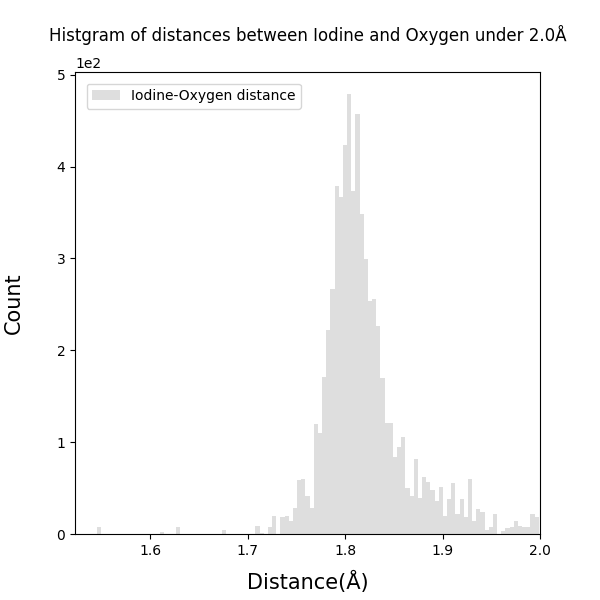 Histgram of distances between Iodine and Oxygen under 2.0Å
1e2
Iodine-Oxygen distance
5
4
3
2
1
0
Count
1.6 1.7 1.8 1.9 2.0
Distance(Å)